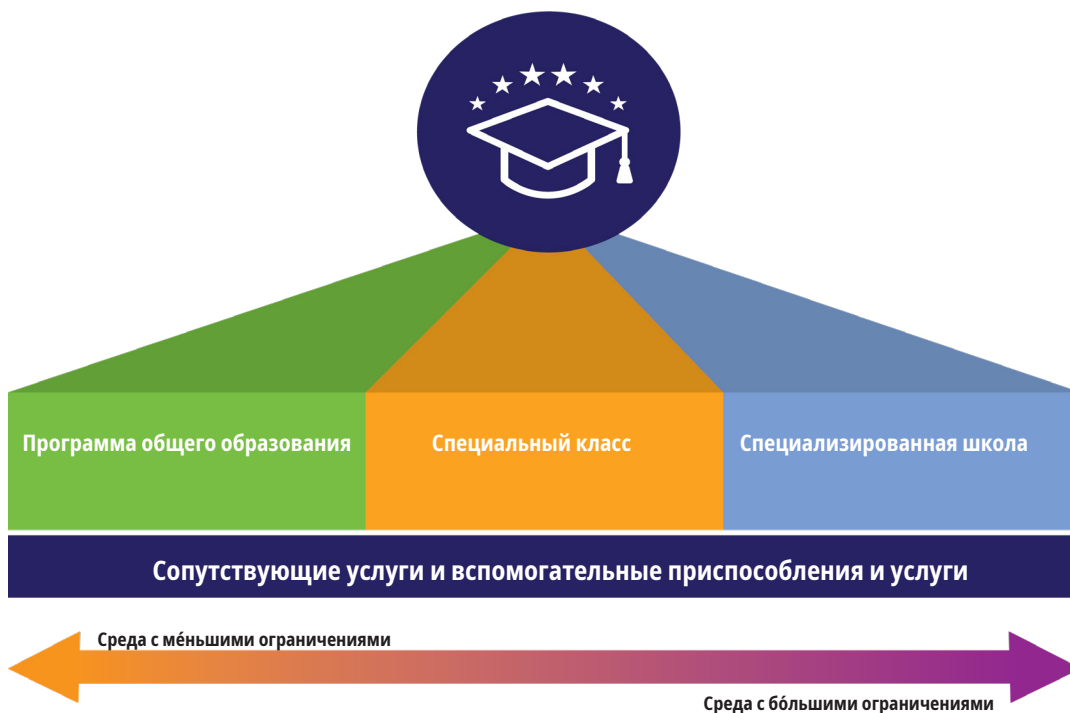 Программа общего образования
Специальный класс
Специализированная школа
Сопутствующие услуги и вспомогательные приспособления и услуги
Среда с ме́ньшими ограничениями
Среда с бо́льшими ограничениями